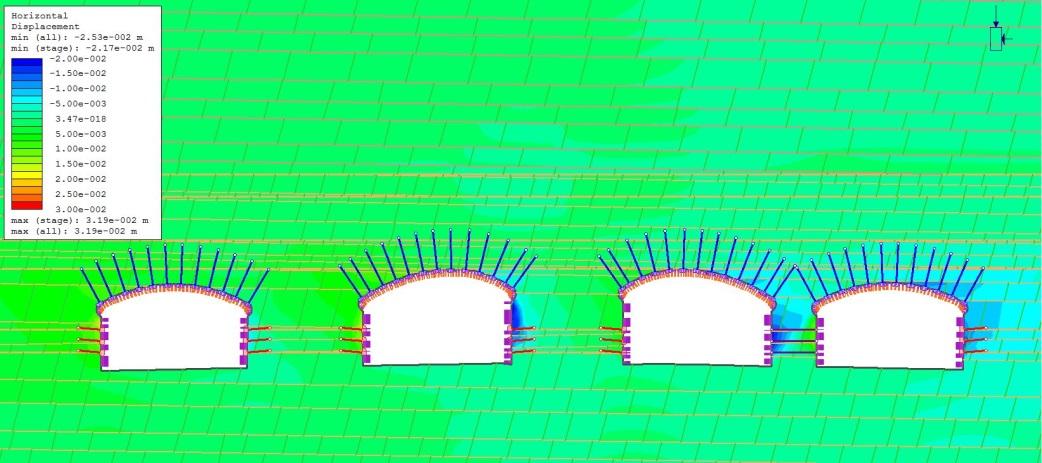 Horizontal
Displacement
min (all): -2.53e-002 m
min (stage): -2.17e-002 m
-2.00e-002
-1.50e-002
-1.00e-002
-5.00e-003
3.47e-018
5.00e-003
1.00e-002
1.50e-002
2.00e-002
2.50e-002
3.00e-002
max (stage): 3.19e-002 m
max (all): 3.19e-002 m